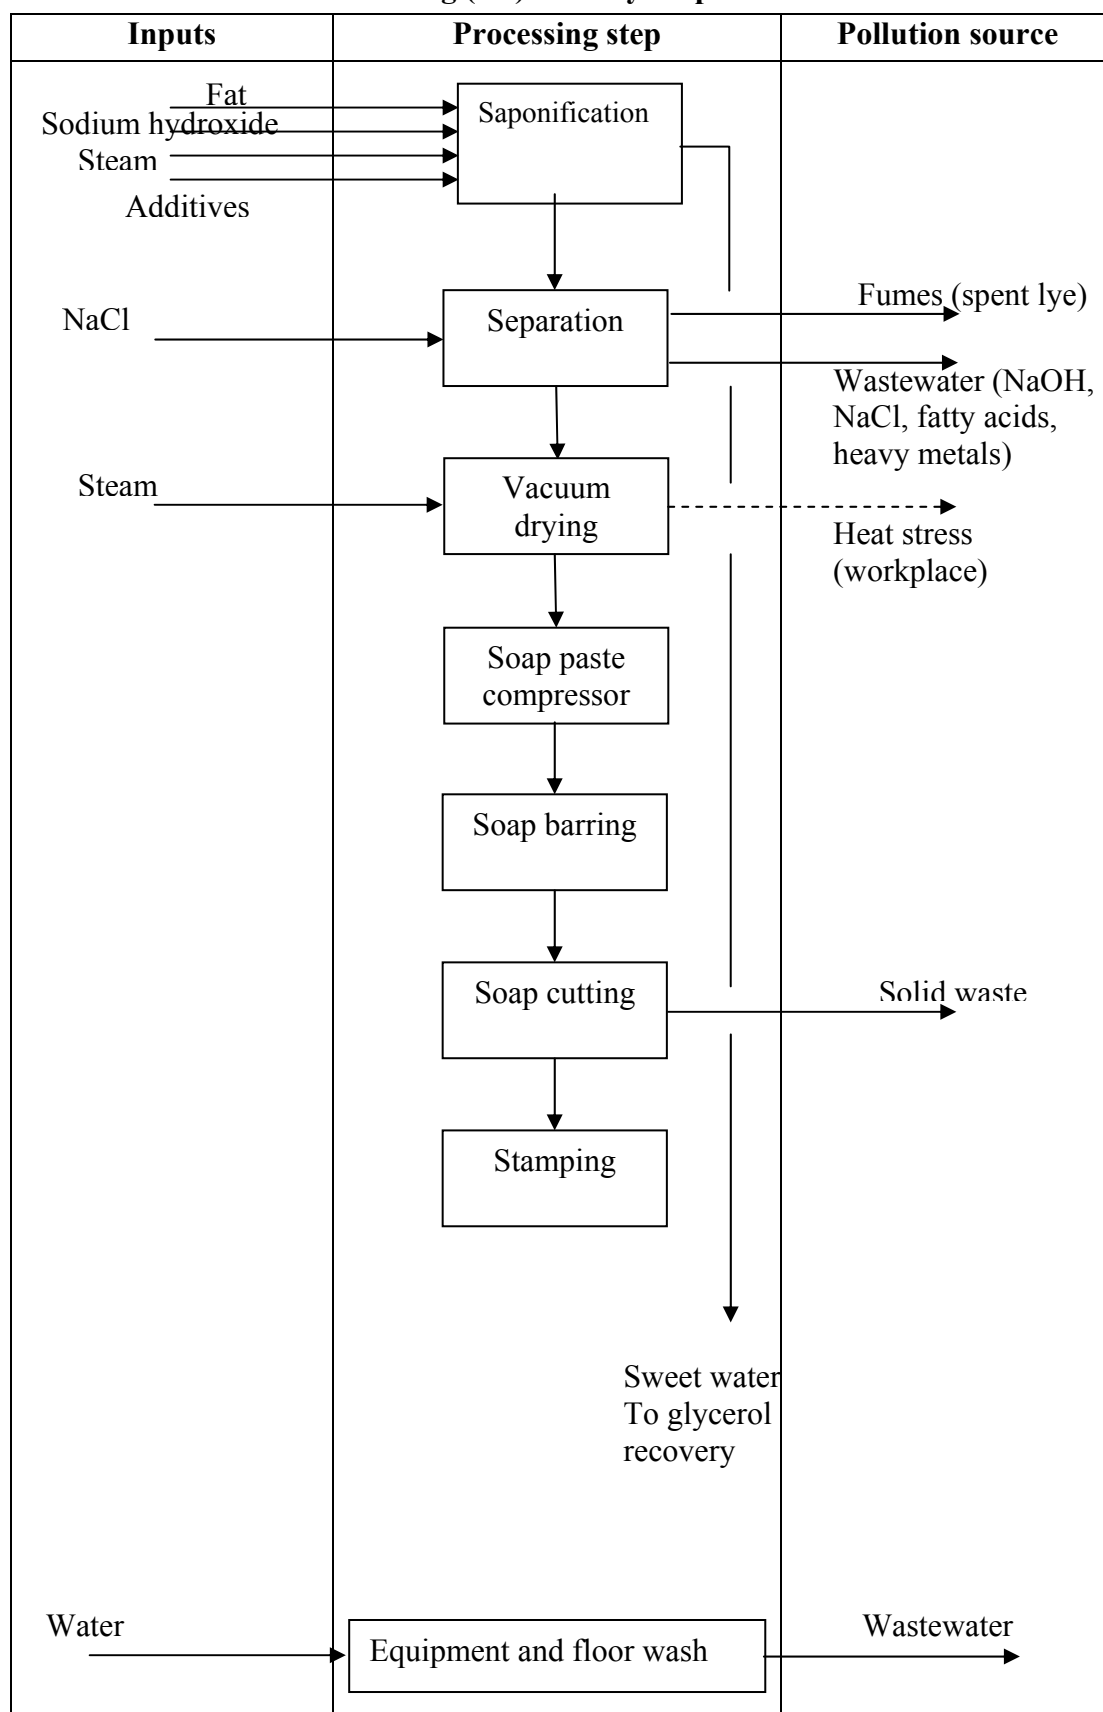 Inputs
Processing step
Pollution source
Fat
Sodium hydroxide
Steam
Additives
Saponification
NaCl
Separation
Fumes (spent lye)
Wastewater (NaOH,
NaCl, fatty acids,
heavy metals)
Steam
Vacuum
drying
Heat stress
(workplace)
Soap paste
compressor
Soap barring
Soap cutting
Solid waste
Stamping
Sweet water
To glycerol
recovery
Water
Equipment and floor wash
Wastewater